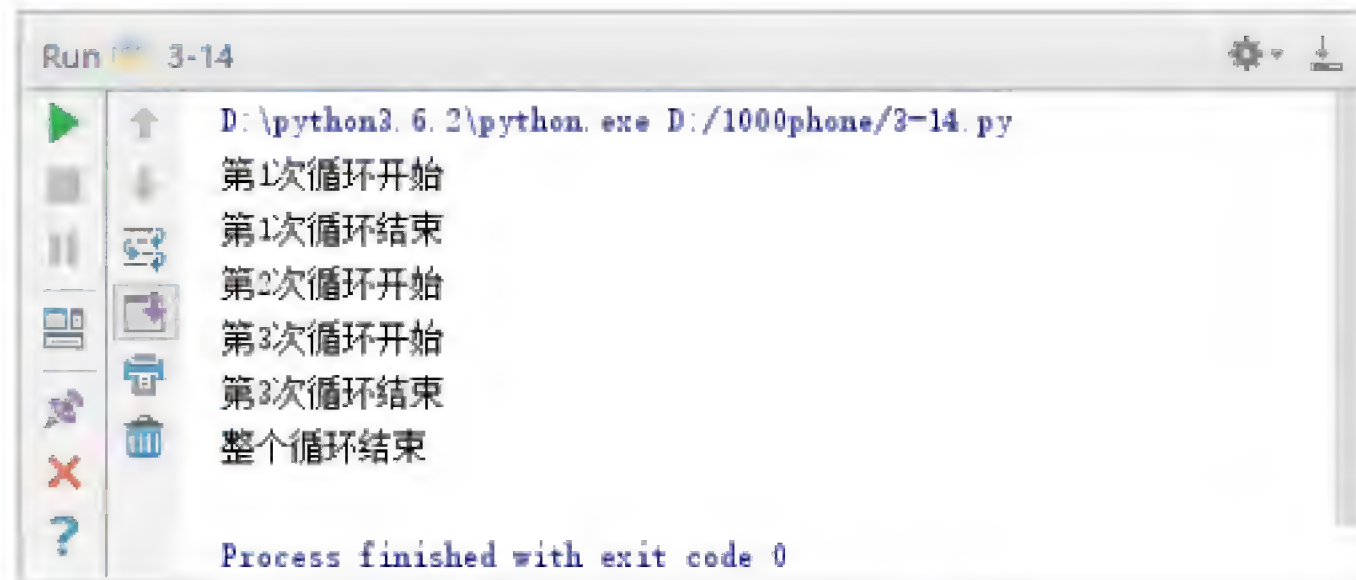 Run 3-14
D:\python3.6.2\python.exe D:/1000phone/3-14.py
第1次循环开始
第1次循环结束
第2次循环开始
第3次循环开始
第3次循环结束
整个循环结束
Process finished with exit code 0